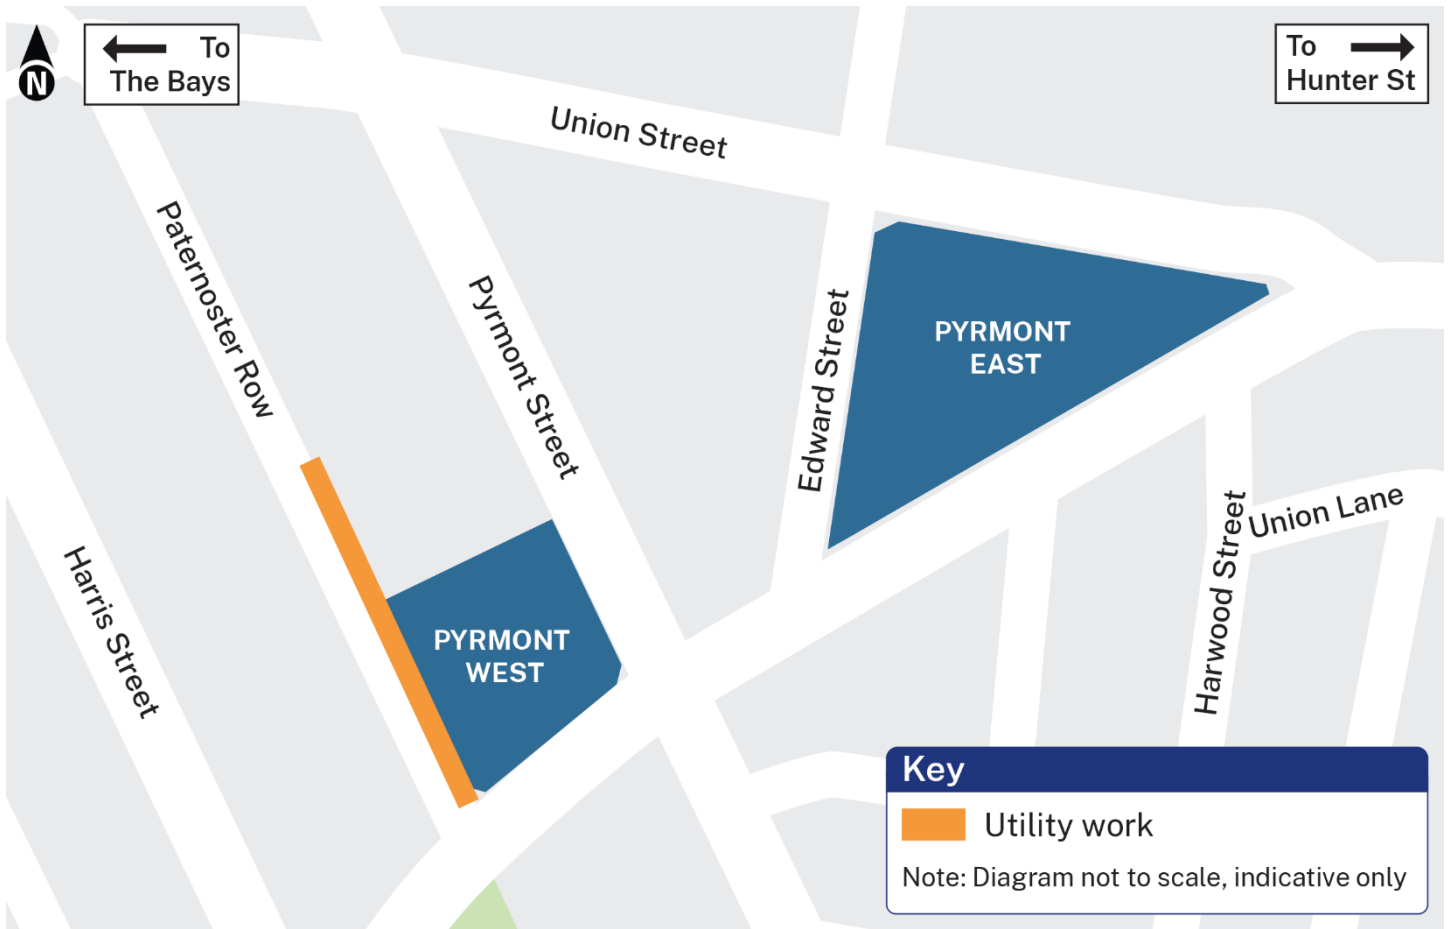 N
To
The Bays
To
Hunter St
Union Street
Paternoster Row
Pyrmont Street
Edward Street
PYRMONT
EAST
Harris Street
PYRMONT
WEST
Harwood Street
Union Lane
Key
Utility work
Note: Diagram not to scale, indicative only